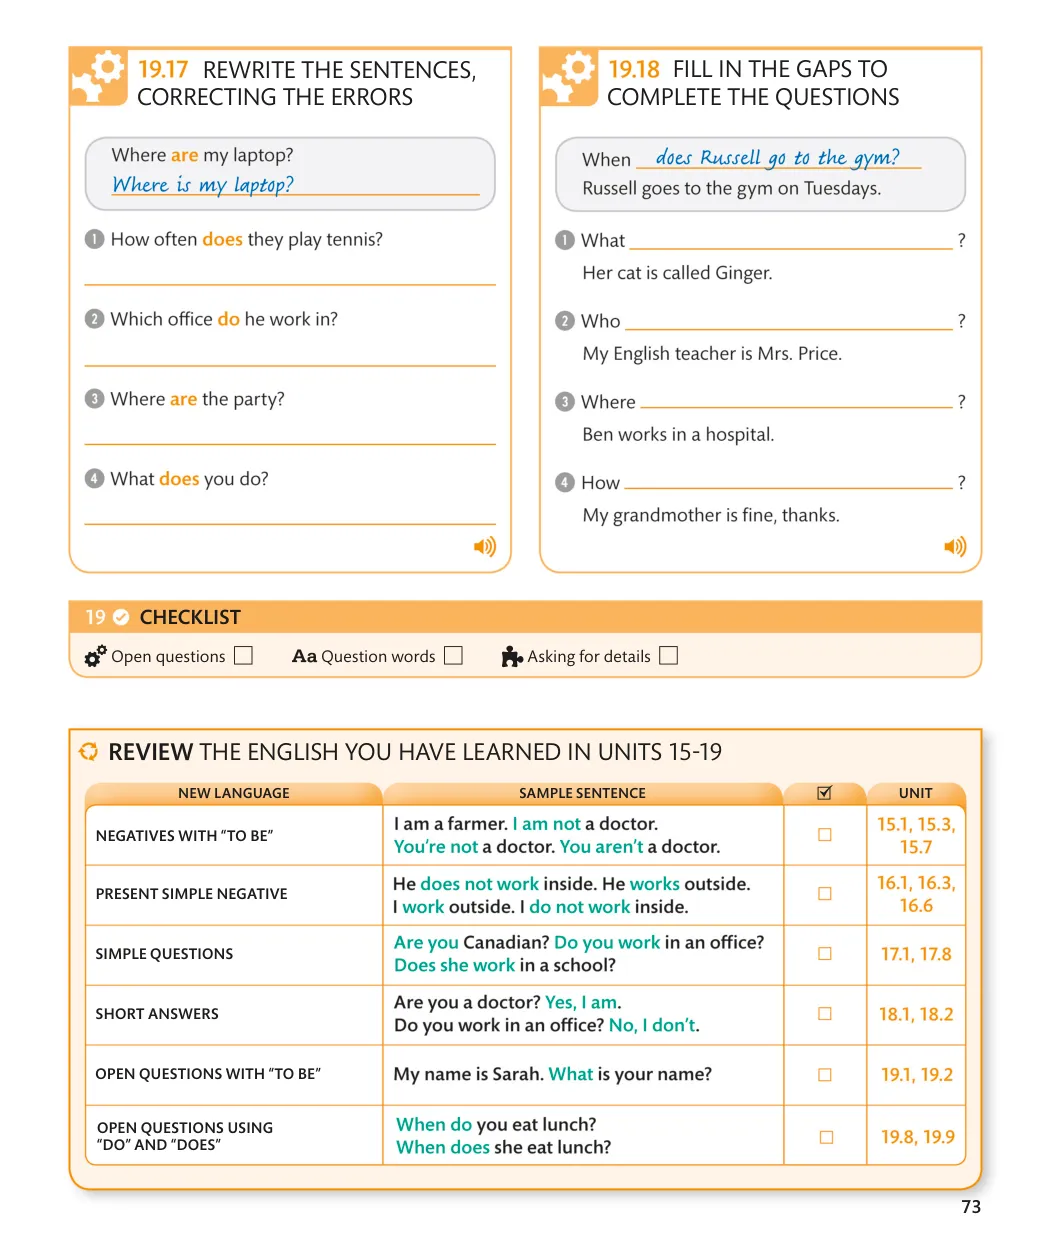 19.17 REWRITE THE SENTENCES,
CORRECTING THE ERRORS
Where are my laptop?
Where is my laptop?
1 How often does they play tennis?
2 Which office do he work in?
3 Where are the party?
4 What does you do?
19.18 FILL IN THE GAPS TO
COMPLETE THE QUESTIONS
When does Russell go to the gym?
Russell goes to the gym on Tuesdays.
1 What ?
Her cat is called Ginger.
2 Who ?
My English teacher is Mrs. Price.
3 Where ?
Ben works in a hospital.
4 How ?
My grandmother is fine, thanks.
19 CHECKLIST
Open questions Aa Question words Asking for details
REVIEW THE ENGLISH YOU HAVE LEARNED IN UNITS 15-19
NEW LANGUAGE SAMPLE SENTENCE UNIT
NEGATIVES WITH “TO BE”
I am a farmer. I am not a doctor.
You’re not a doctor. You aren’t a doctor.
15.1, 15.3,
15.7
PRESENT SIMPLE NEGATIVE
He does not work inside. He works outside.
I work outside. I do not work inside.
16.1, 16.3,
16.6
SIMPLE QUESTIONS
Are you Canadian? Do you work in an office?
Does she work in a school?
17.1, 17.8
SHORT ANSWERS
Are you a doctor? Yes, I am.
Do you work in an office? No, I don’t.
18.1, 18.2
OPEN QUESTIONS WITH “TO BE”
My name is Sarah. What is your name?
19.1, 19.2
OPEN QUESTIONS USING
“DO” AND “DOES”
When do you eat lunch?
When does she eat lunch?
19.8, 19.9
73